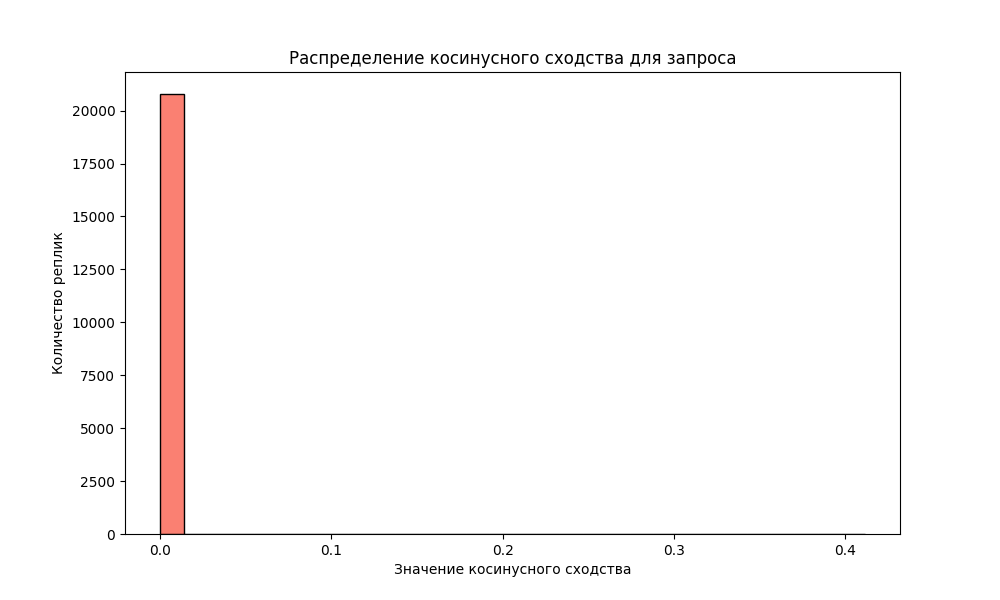 Распределение косинусного сходства для запроса
Количество реплик
20000
17500
15000
12500
10000
7500
5000
2500
0
0.0 0.1 0.2 0.3 0.4
Значение косинусного сходства